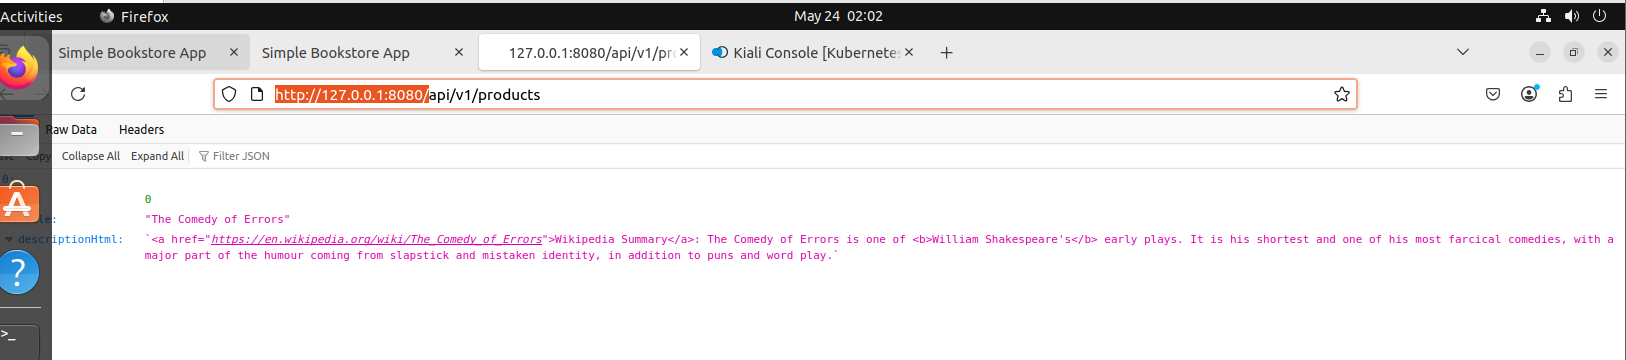 Activities Firefox May 24 02:02
Simple Bookstore App Simple Bookstore App 127.0.0.1:8080/api/v1/pr Kiali Console [Kubernetes
http://127.0.0.1:8080/api/v1/products
Raw Data Headers
Copy Collapse All Expand All Filter JSON
0:
0
"The Comedy of Errors"
descriptionHtml: `<a href="https://en.wikipedia.org/wiki/The_Comedy_of_Errors">Wikipedia Summary</a>: The Comedy of Errors is one of <b>William Shakespeare's</b> early plays. It is his shortest and one of his most farcical comedies, with a
major part of the humour coming from slapstick and mistaken identity, in addition to puns and word play.`